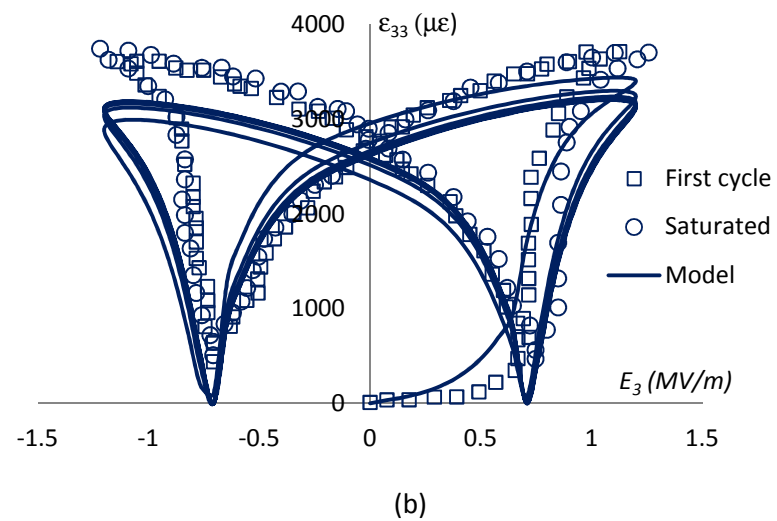 4000
ε33 (με)
3000
2000
1000
0
First cycle
Saturated
Model
E3 (MV/m)
-1.5 -1 -0.5 0 0.5 1 1.5
(b)